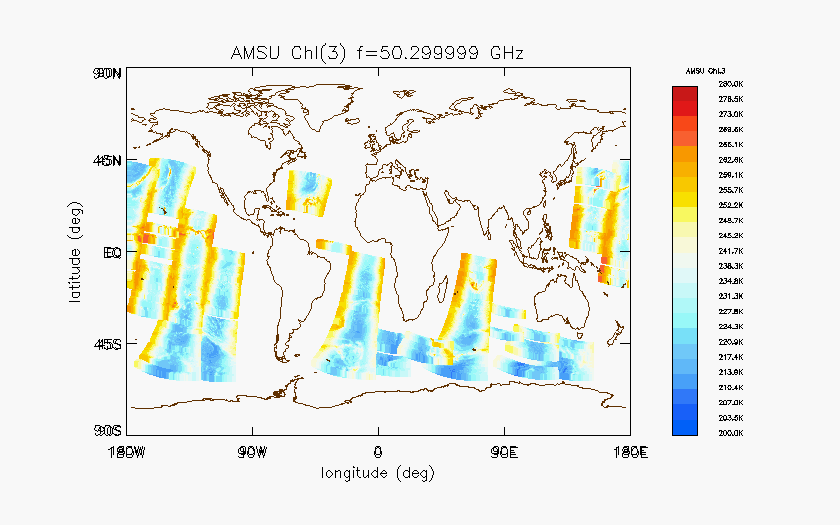 AMSU Chl(3) f=50.299999 GHz
AMSU Chl.3
90N
45N
EQ
45S
90S
180W
90W
0
90E
180E
latitude (deg)
longitude (deg)
280.0K
276.5K
273.0K
269.6K
266.1K
262.6K
259.1K
255.7K
252.2K
248.7K
245.2K
241.7K
238.3K
234.8K
231.3K
227.8K
224.3K
220.9K
217.4K
213.9K
210.4K
207.0K
203.5K
200.0K